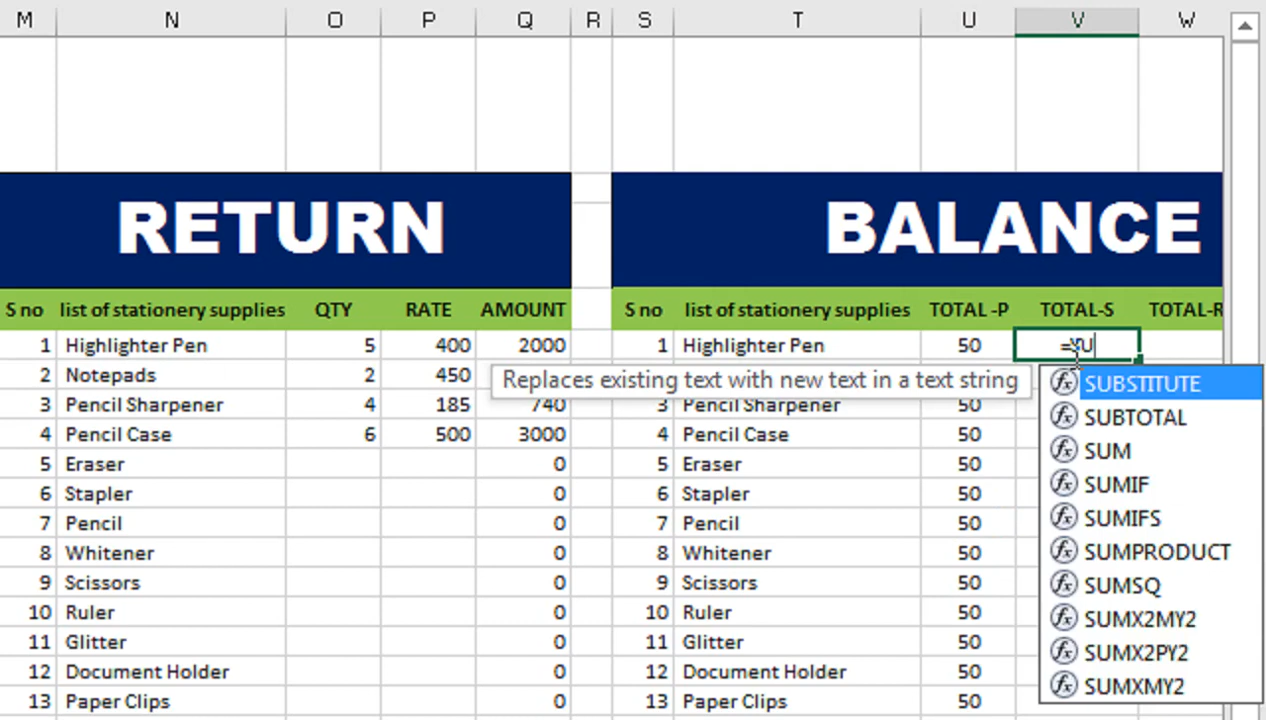 M N O P Q R S T U V W
RETURN BALANCE
S no list of stationery supplies QTY RATE AMOUNT S no list of stationery supplies TOTAL -P TOTAL-S TOTAL-R
1 Highlighter Pen 5 400 2000 1 Highlighter Pen 50
2 Notepads 2 450 Replaces existing text with new text in a text string SUBSTITUTE
3 Pencil Sharpener 4 185 740 3 Pencil Sharpener 50 SUBTOTAL
4 Pencil Case 6 500 3000 4 Pencil Case 50 SUM
5 Eraser 0 5 Eraser 50 SUMIF
6 Stapler 0 6 Stapler 50
7 Pencil 0 7 Pencil 50 SUMIFS
8 Whitener 0 8 Whitener 50 SUMPRODUCT
9 Scissors 0 9 Scissors 50 SUMSQ
10 Ruler 0 10 Ruler 50 SUMX2MY2
11 Glitter 0 11 Glitter 50 SUMX2PY2
12 Document Holder 0 12 Document Holder 50
13 Paper Clips 0 13 Paper Clips 50 SUMXMY2